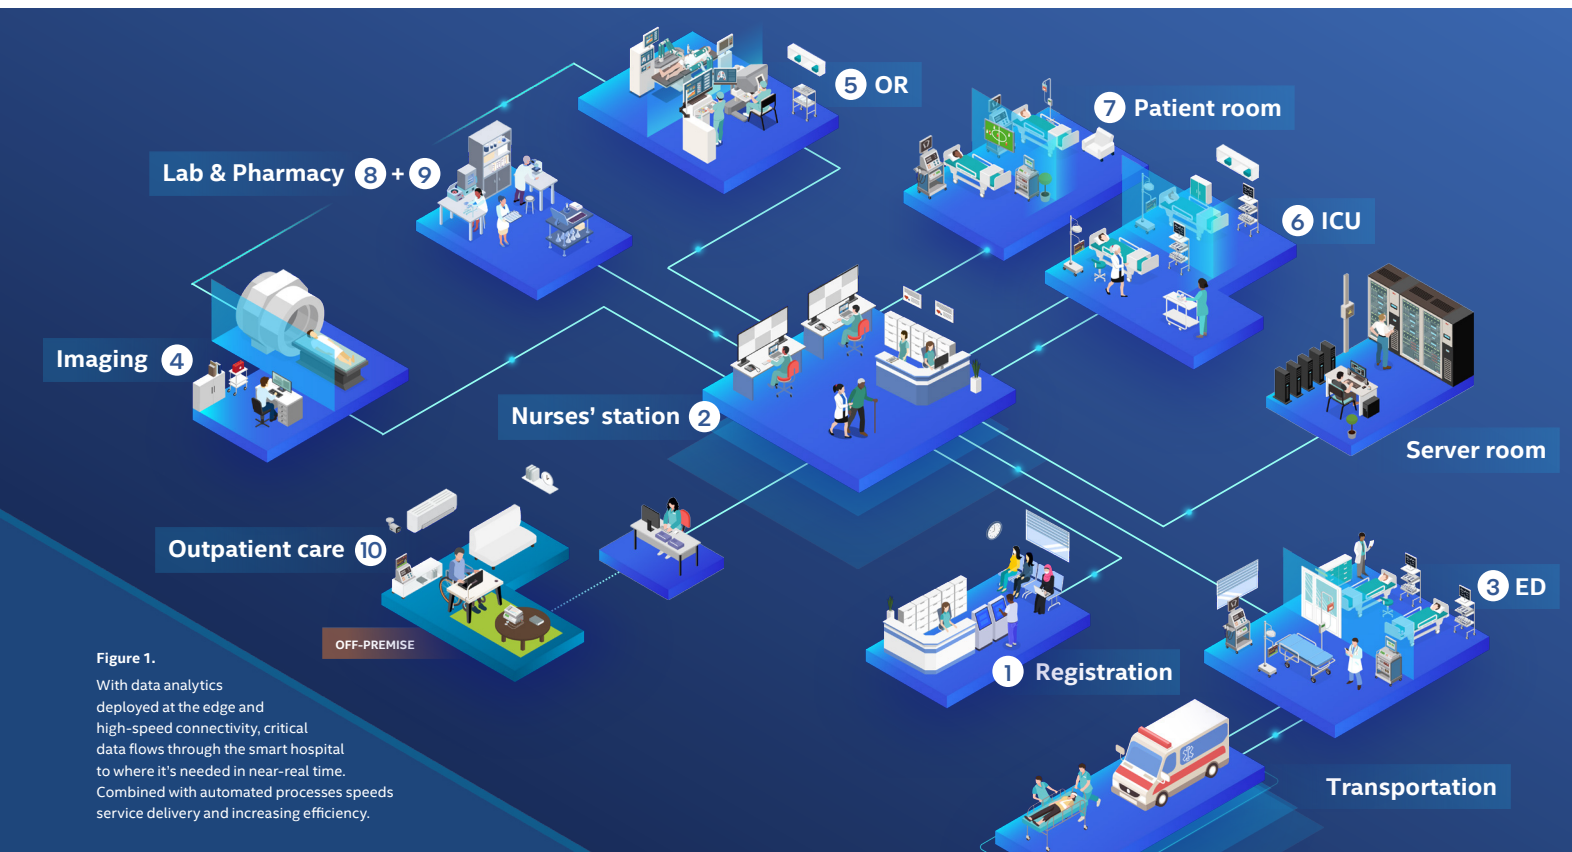 5 OR
7 Patient room
Lab & Pharmacy 8 + 9
6 ICU
Imaging 4
Nurses’ station 2
Server room
Outpatient care 10
3 ED
OFF-PREMISE
1 Registration
Transportation
Figure 1.
With data analytics
deployed at the edge and
high-speed connectivity, critical
data flows through the smart hospital
to where it's needed in near-real time.
Combined with automated processes speeds
service delivery and increasing efficiency.